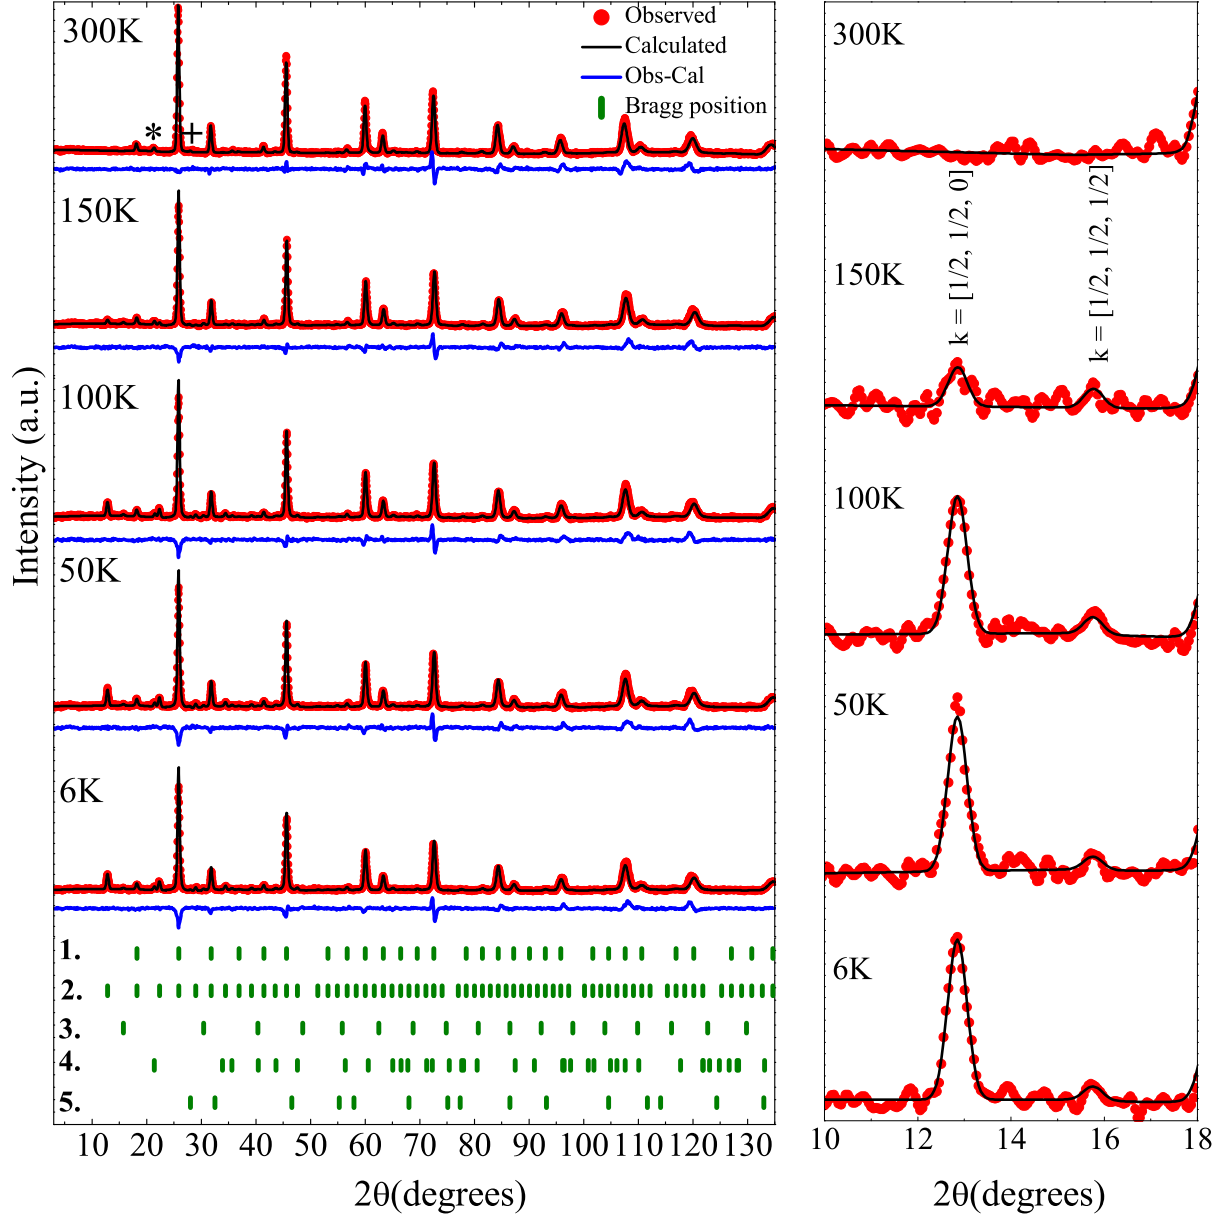 300K
Observed
Calculated
Obs-Cal
Bragg position
* +
150K
100K
50K
6K
1.
2.
3.
4.
5.
10 20 30 40 50 60 70 80 90 100 110 120 130
2θ(degrees)
Intensity (a.u.)
300K
k = [1/2, 1/2, 0]
k = [1/2, 1/2, 1/2]
150K
100K
50K
6K
10 12 14 16 18
2θ(degrees)